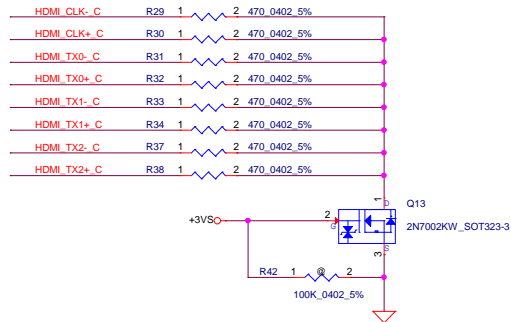 HDMI_CLK-_C R29 1 2 470_0402_5%
HDMI_CLK+_C R30 1 2 470_0402_5%
HDMI_TX0-_C R31 1 2 470_0402_5%
HDMI_TX0+_C R32 1 2 470_0402_5%
HDMI_TX1-_C R33 1 2 470_0402_5%
HDMI_TX1+_C R34 1 2 470_0402_5%
HDMI_TX2-_C R37 1 2 470_0402_5%
HDMI_TX2+_C R38 1 2 470_0402_5%
1 D Q13
+3VS 2 G 2N7002KW_SOT323-3
3 S
R42 1 @ 2
100K_0402_5%